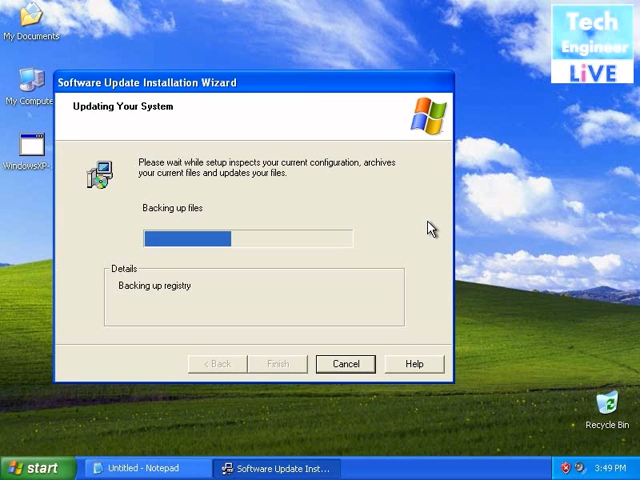 My Documents
Tech
Engineer
LiVE
My Compute
WindowsXP-
Software Update Installation Wizard
Updating Your System
Please wait while setup inspects your current configuration, archives
your current files and updates your files.
Backing up files
Details
Backing up registry
< Back
Finish
Cancel
Help
Recycle Bin
start
Untitled - Notepad
Software Update Inst...
3:49 PM